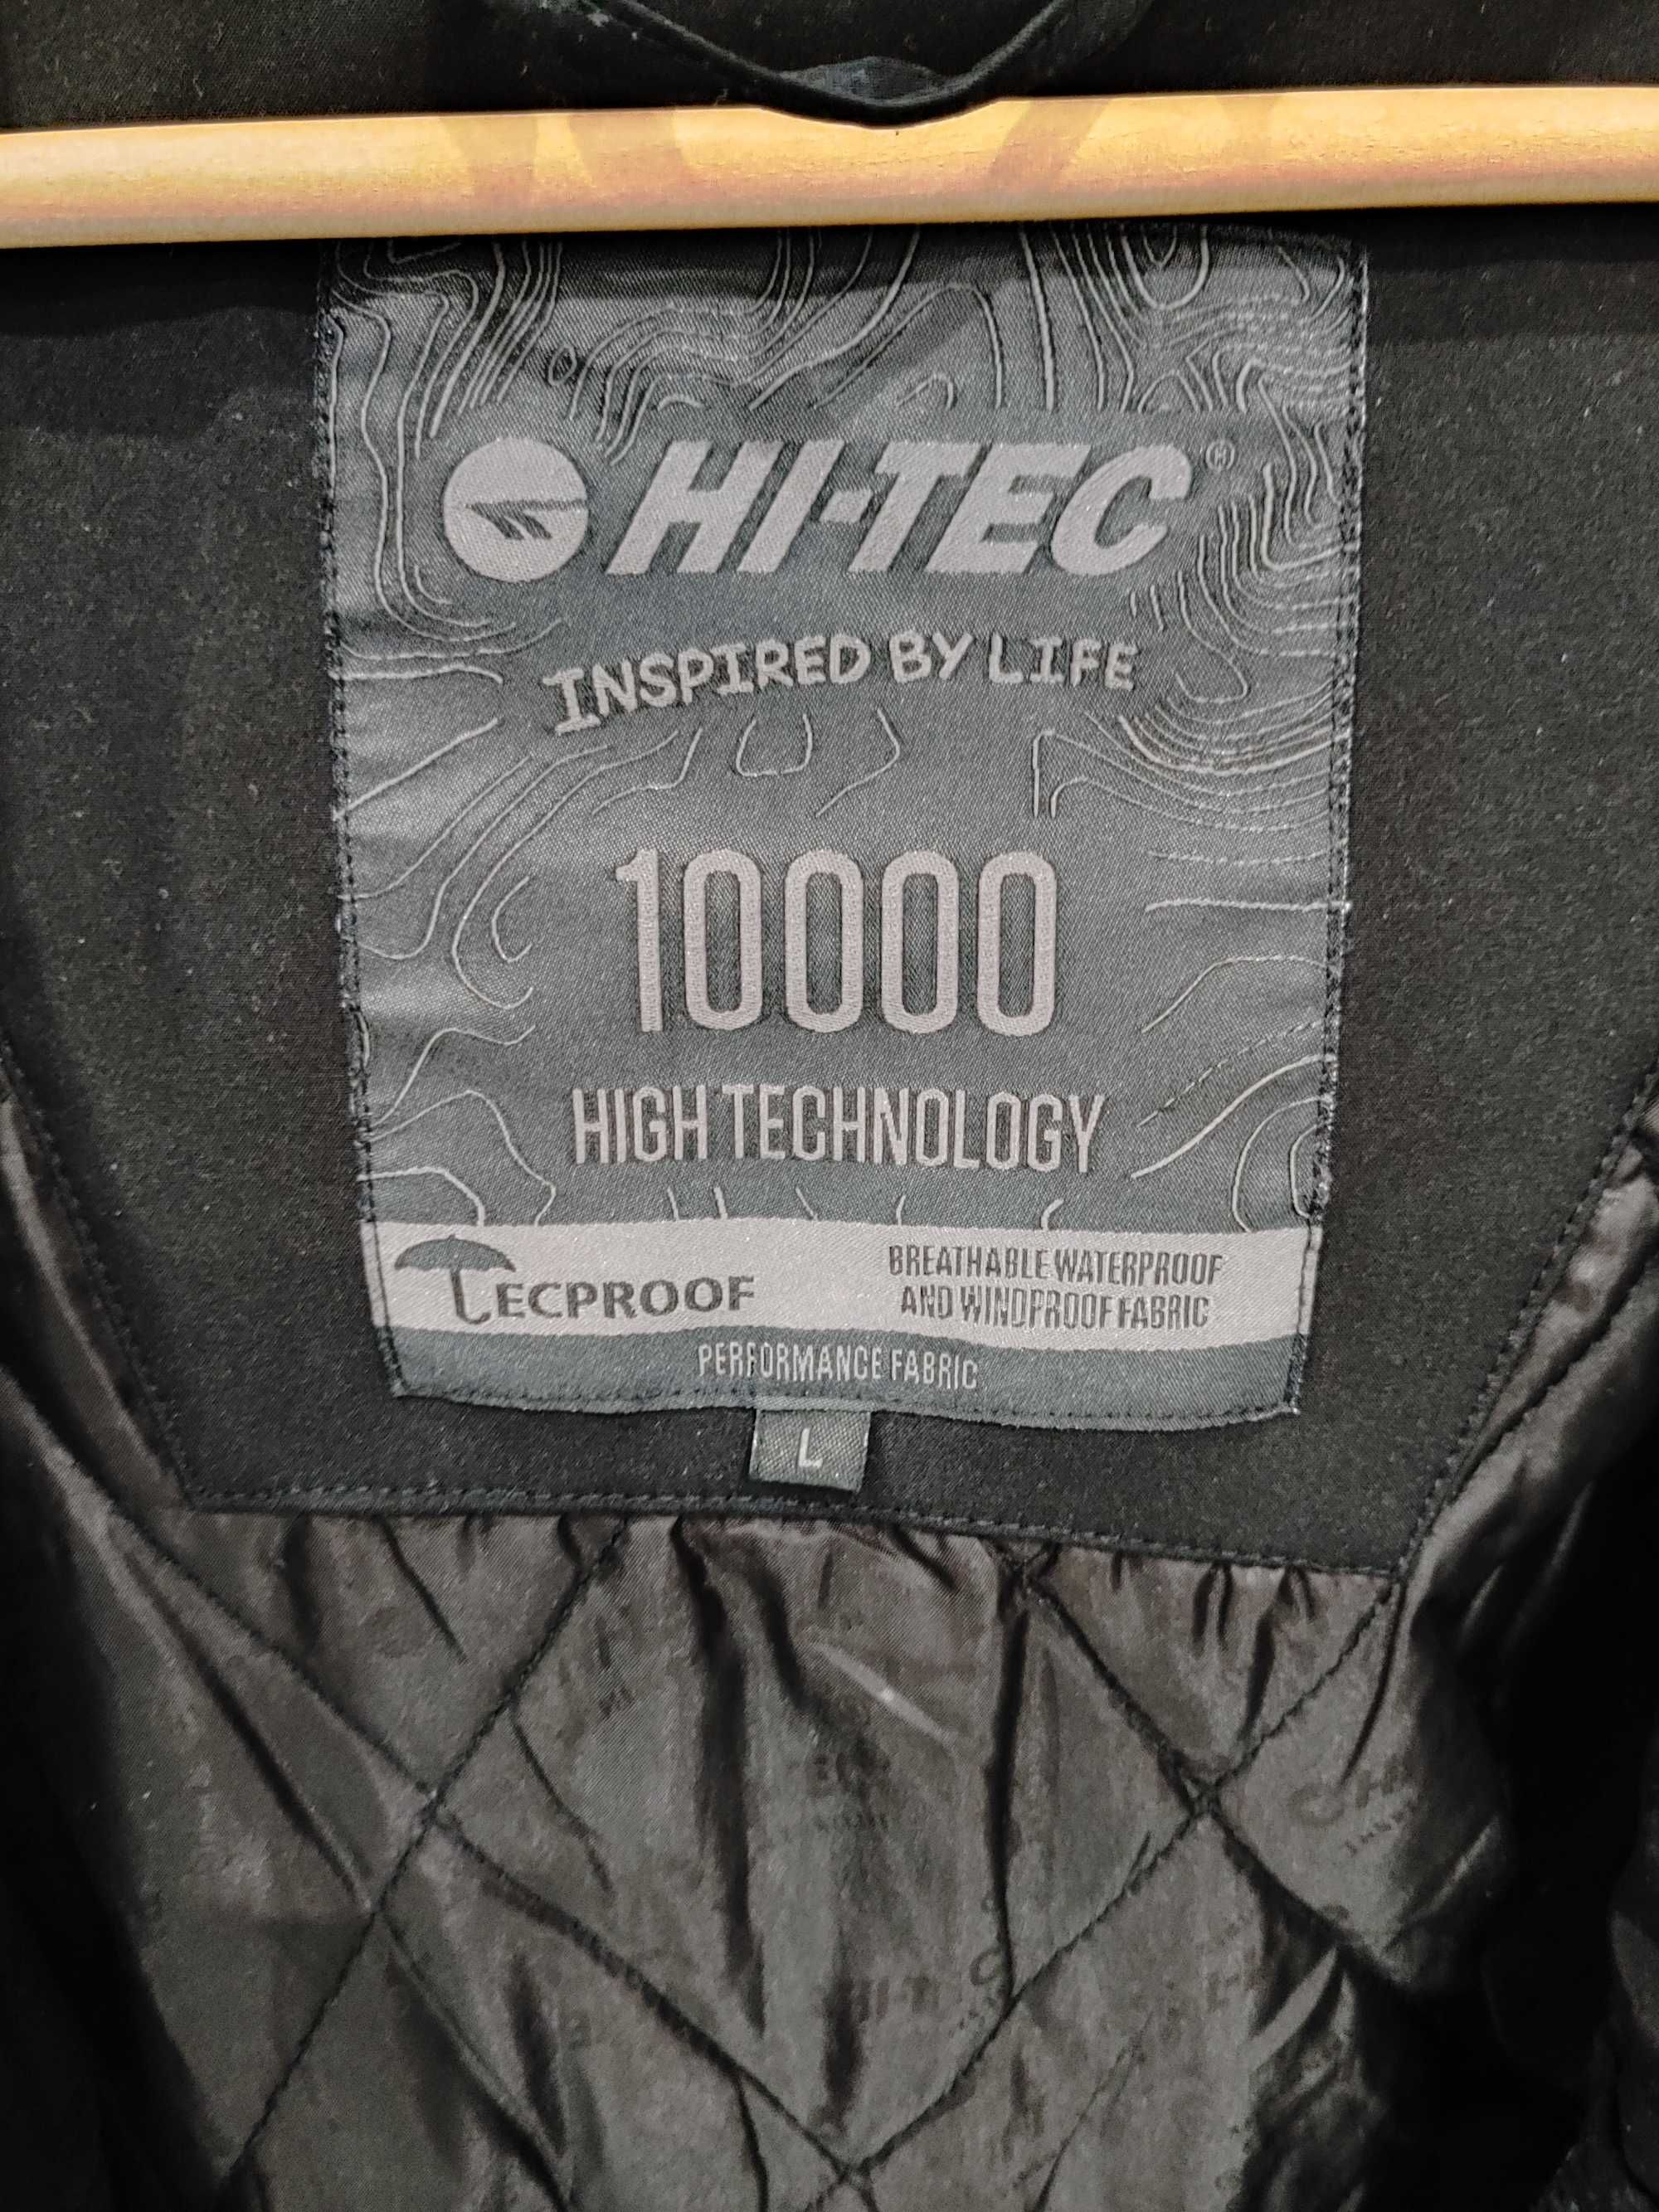 HI-TEC®
INSPIRED BY LIFE
10000
HIGH TECHNOLOGY
TECPROOF
BREATHABLE WATERPROOF
AND WINDPROOF FABRIC
PERFORMANCE FABRIC
L